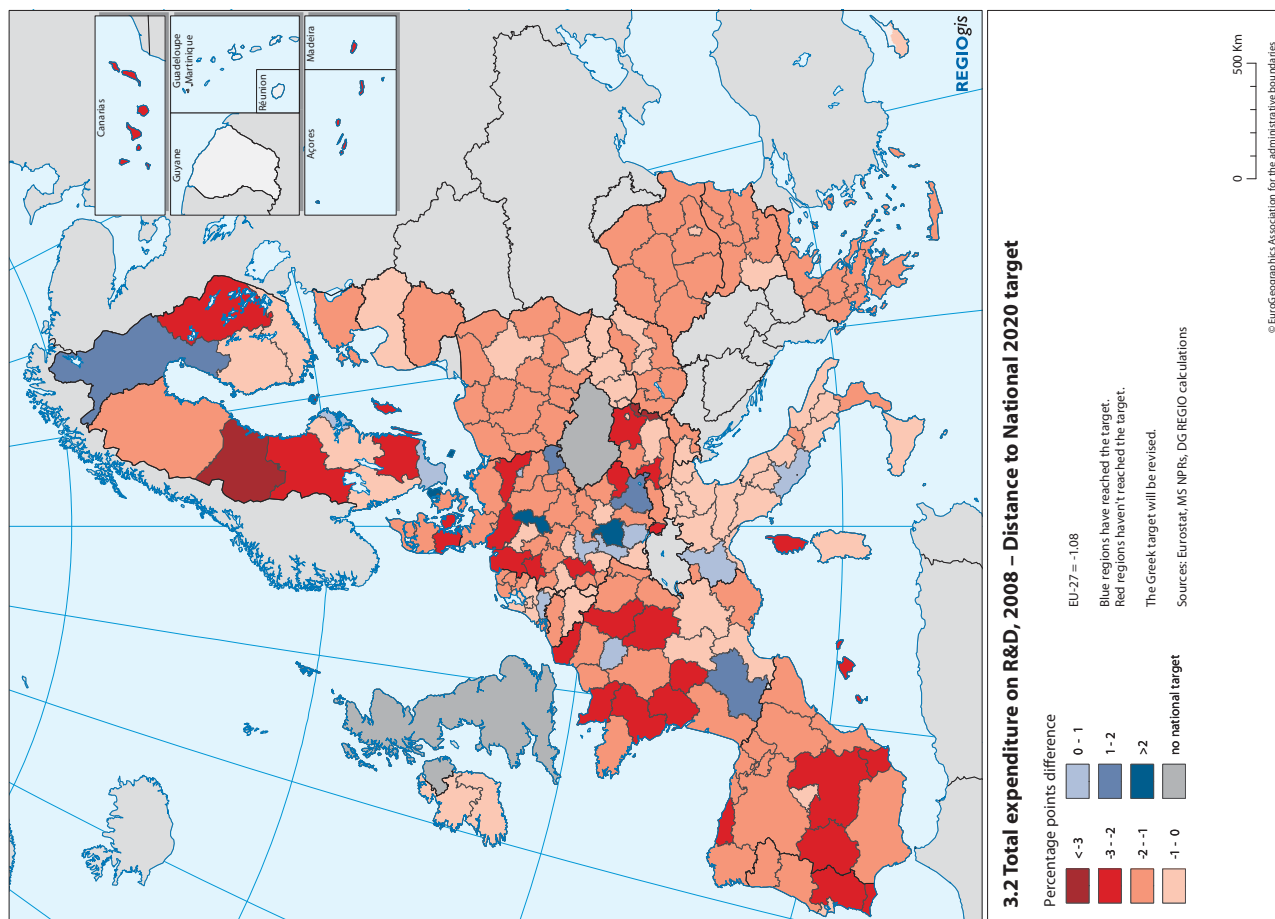 Canarias
Guyane
Guadeloupe
Martinique
Réunion
Açores
Madeira
REGIOgis
3.2 Total expenditure on R&D, 2008 – Distance to National 2020 target
Percentage points difference
<-3
-3 - -2
-2 - -1
-1 - 0
0 - 1
1 - 2
>2
no national target
EU-27 = -1.08
Blue regions have reached the target.
Red regions haven't reached the target.
The Greek target will be revised.
Sources: Eurostat, MS NPRs, DG REGIO calculations
0
500 Km
© EuroGeographics Association for the administrative boundaries